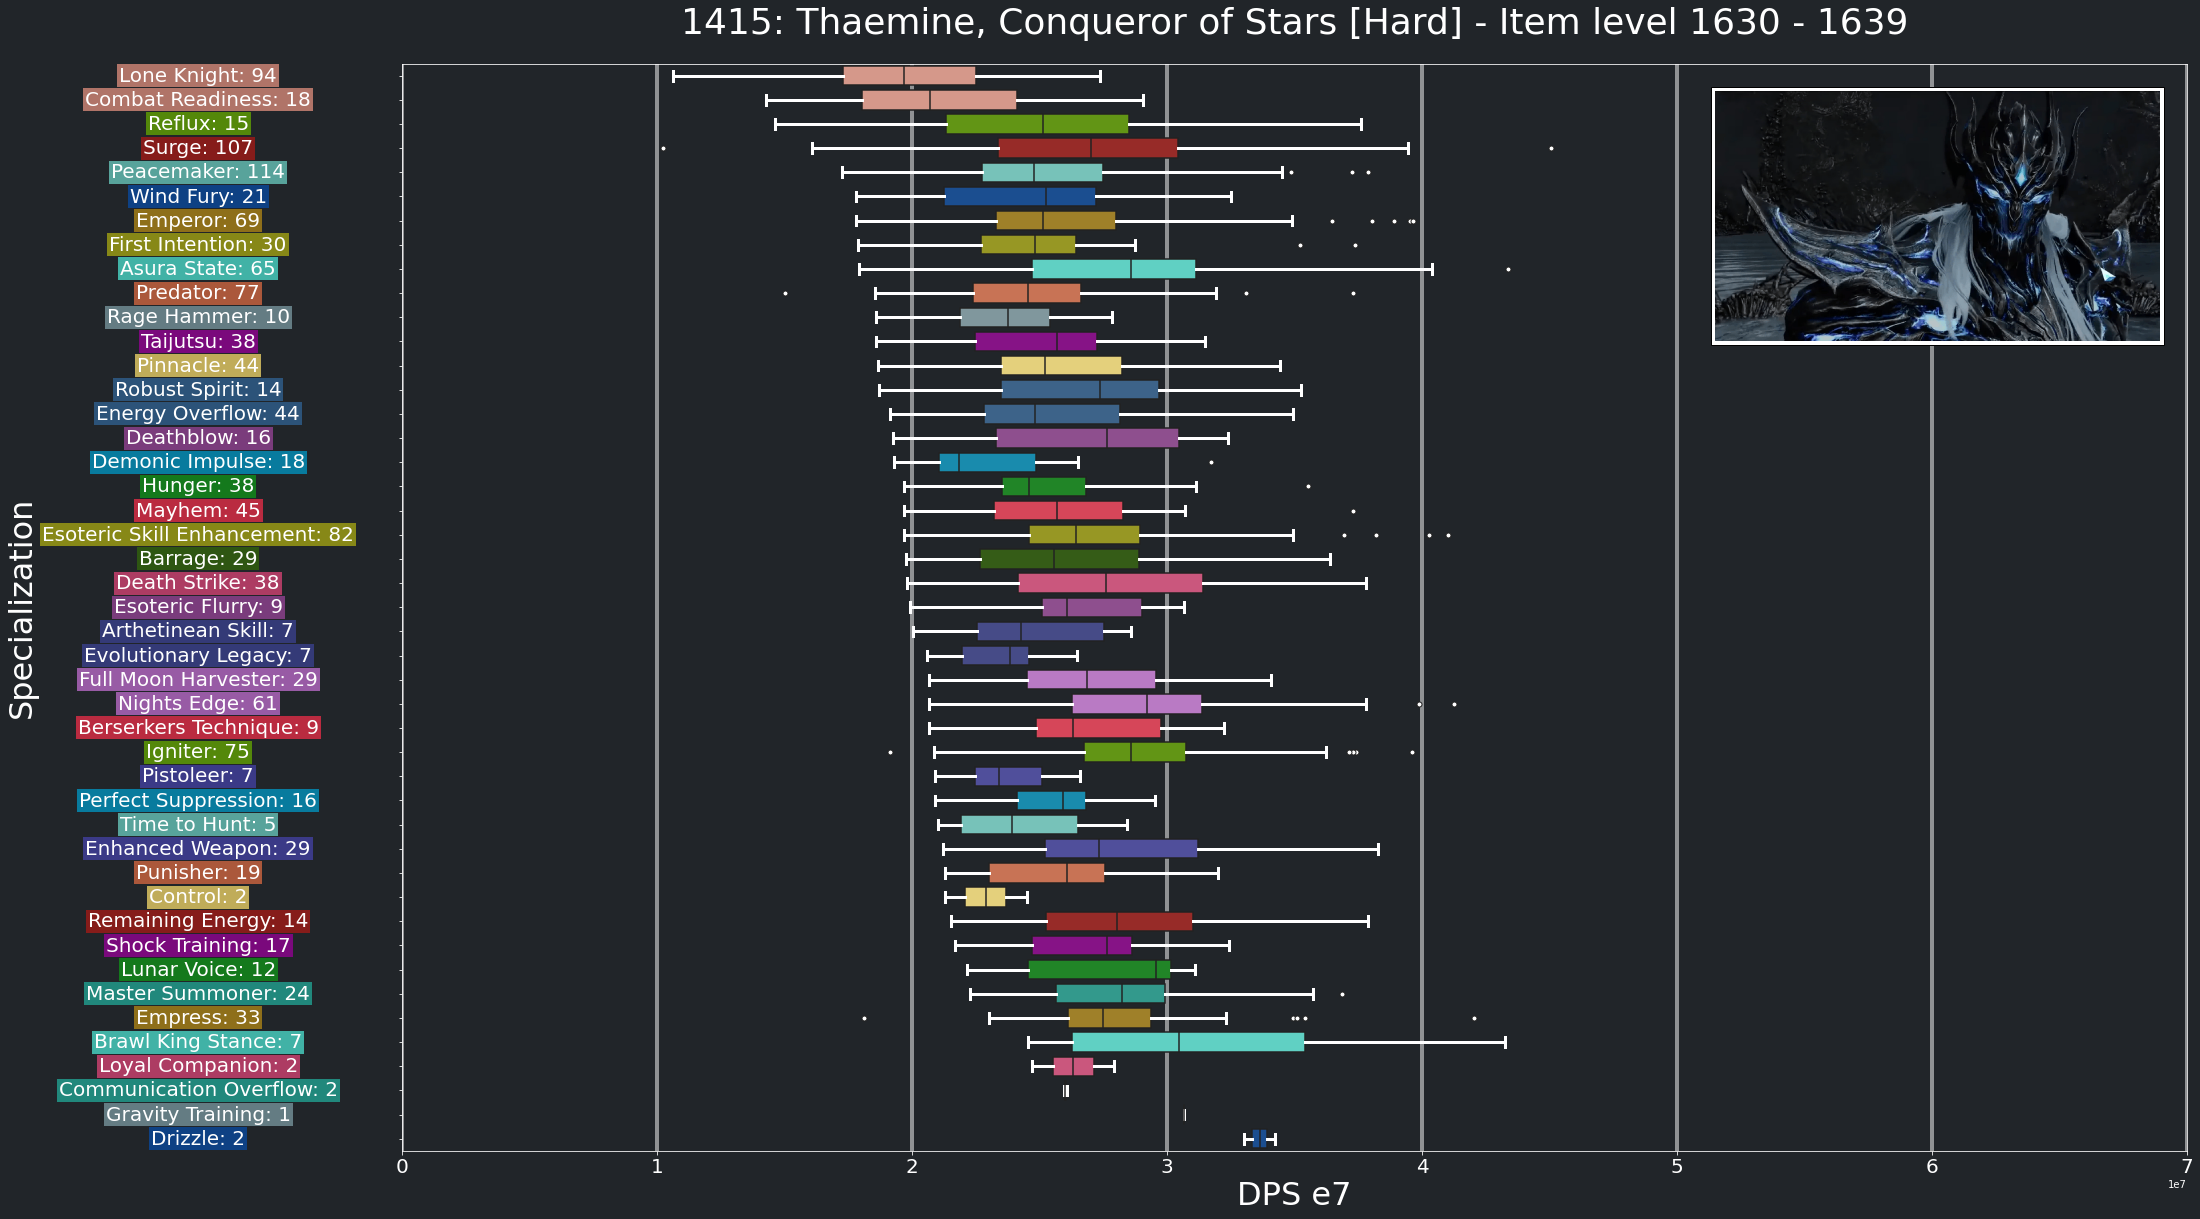 1415: Thaemine, Conqueror of Stars [Hard] - Item level 1630 - 1639
Specialization
Lone Knight: 94
Combat Readiness: 18
Reflux: 15
Surge: 107
Peacemaker: 114
Wind Fury: 21
Emperor: 69
First Intention: 30
Asura State: 65
Predator: 77
Rage Hammer: 10
Taijutsu: 38
Pinnacle: 44
Robust Spirit: 14
Energy Overflow: 44
Deathblow: 16
Demonic Impulse: 18
Hunger: 38
Mayhem: 45
Esoteric Skill Enhancement: 82
Barrage: 29
Death Strike: 38
Esoteric Flurry: 9
Arthetinean Skill: 7
Evolutionary Legacy: 7
Full Moon Harvester: 29
Nights Edge: 61
Berserkers Technique: 9
Igniter: 75
Pistoleer: 7
Perfect Suppression: 16
Time to Hunt: 5
Enhanced Weapon: 29
Punisher: 19
Control: 2
Remaining Energy: 14
Shock Training: 17
Lunar Voice: 12
Master Summoner: 24
Empress: 33
Brawl King Stance: 7
Loyal Companion: 2
Communication Overflow: 2
Gravity Training: 1
Drizzle: 2
0 1 2 3 4 5 6 7
DPS e7
1e7